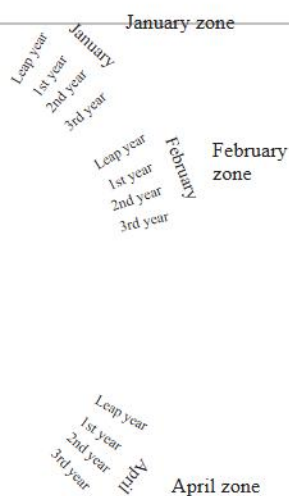 January zone
January
Leap year
1st year
2nd year
3rd year
February
zone
February
Leap year
1st year
2nd year
3rd year
Leap year
1st year
2nd year
3rd year
April
April zone